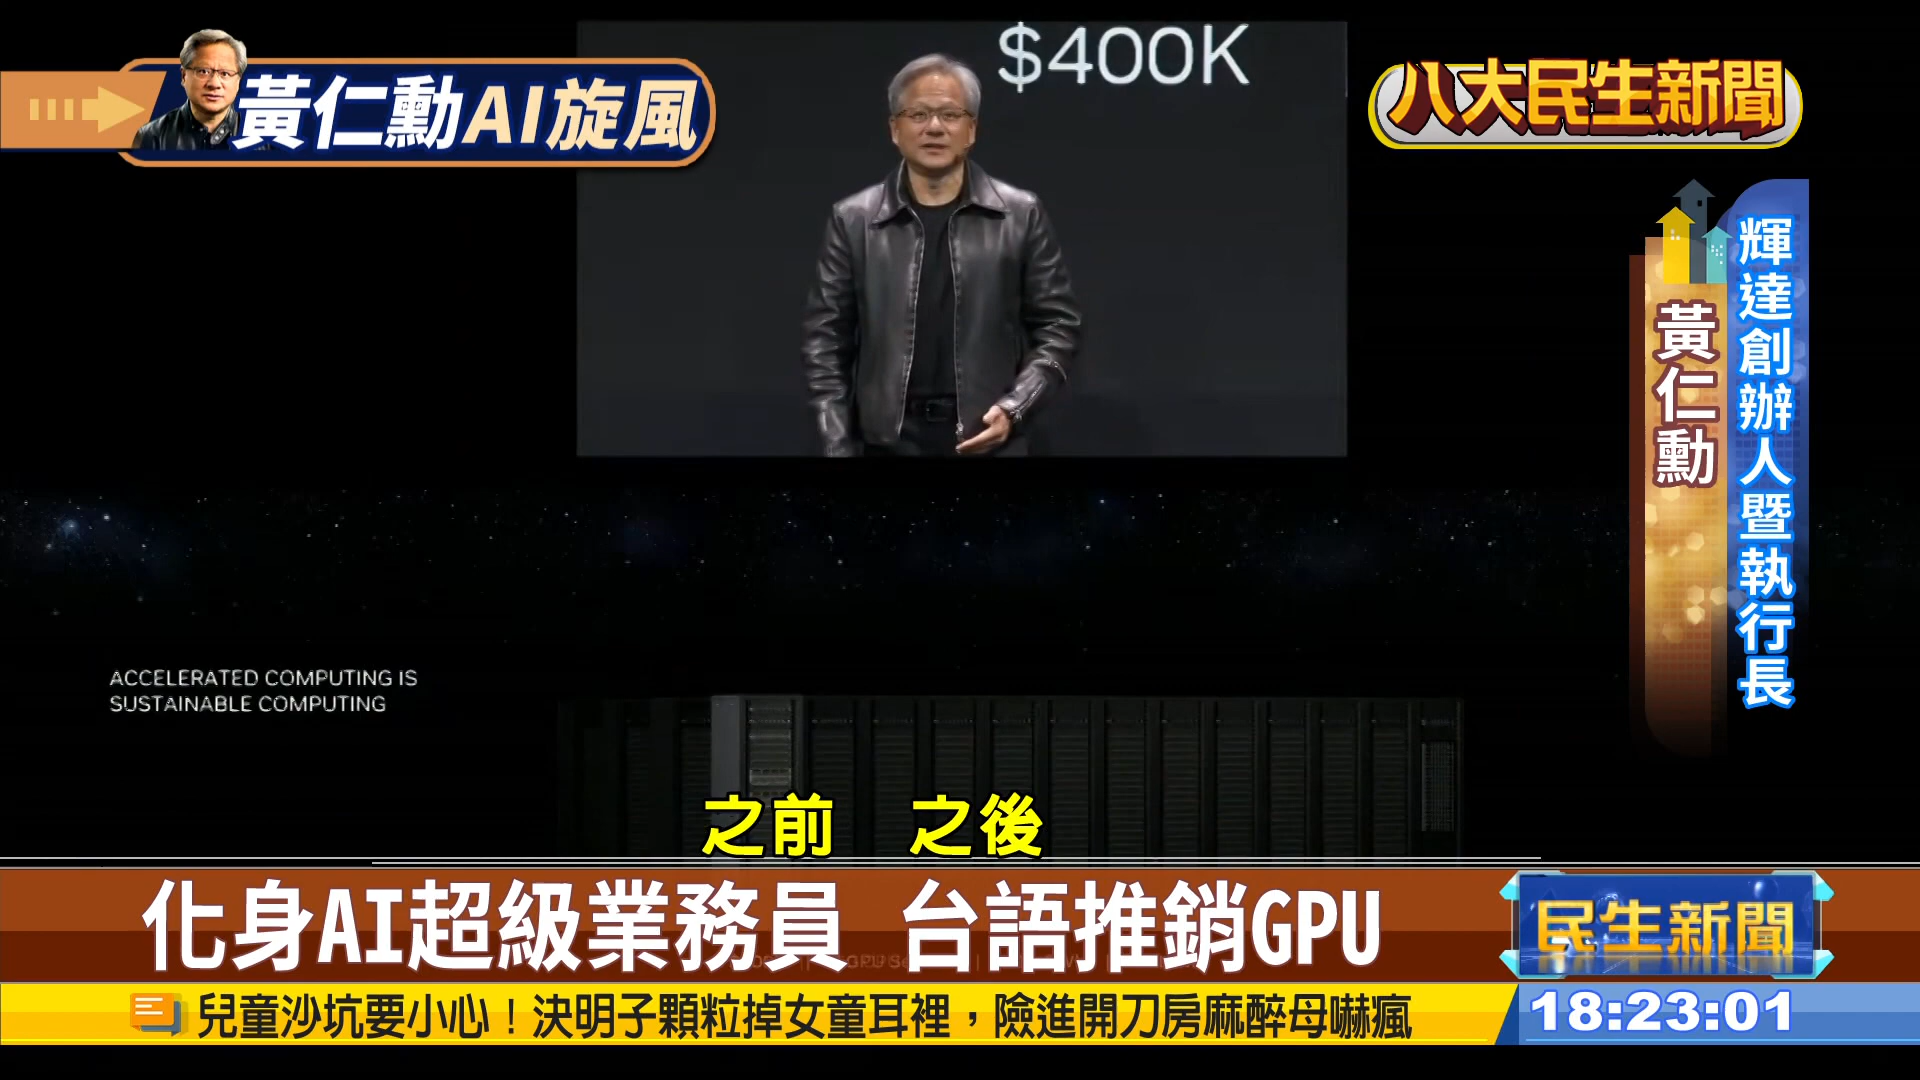 $400K
黃仁勳AI旋風
八大民生新聞
輝達創辦人暨執行長
黃仁勳
ACCELERATED COMPUTING IS
SUSTAINABLE COMPUTING
之前 之後
化身AI超級業務員 台語推銷GPU
民生新聞
兒童沙坑要小心！決明子顆粒掉女童耳裡，險進開刀房麻醉母嚇瘋
18:23:01